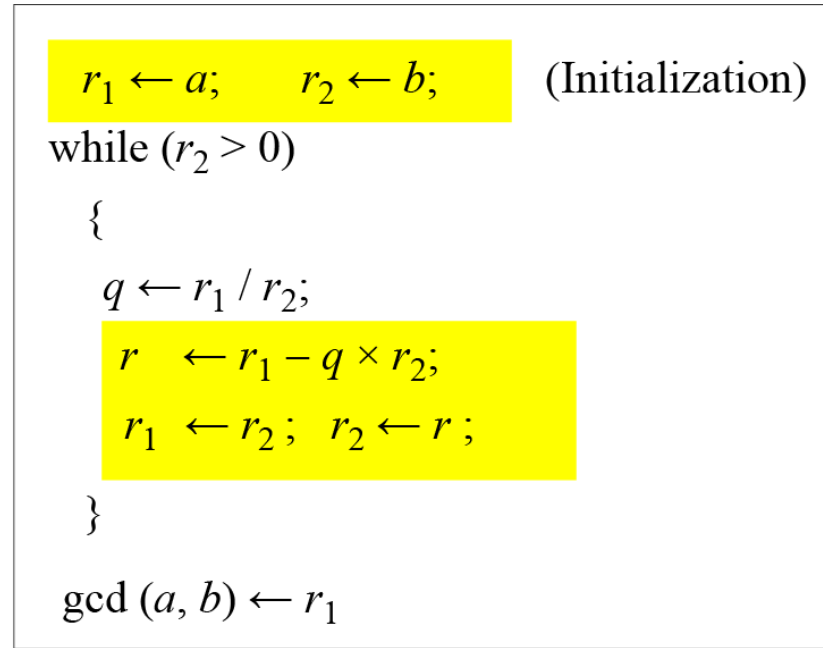 r₁ ← a; r₂ ← b; (Initialization)
while (r₂ > 0)
{
q ← r₁ / r₂;
r ← r₁ – q × r₂;
r₁ ← r₂ ; r₂ ← r ;
}
gcd (a, b) ← r₁